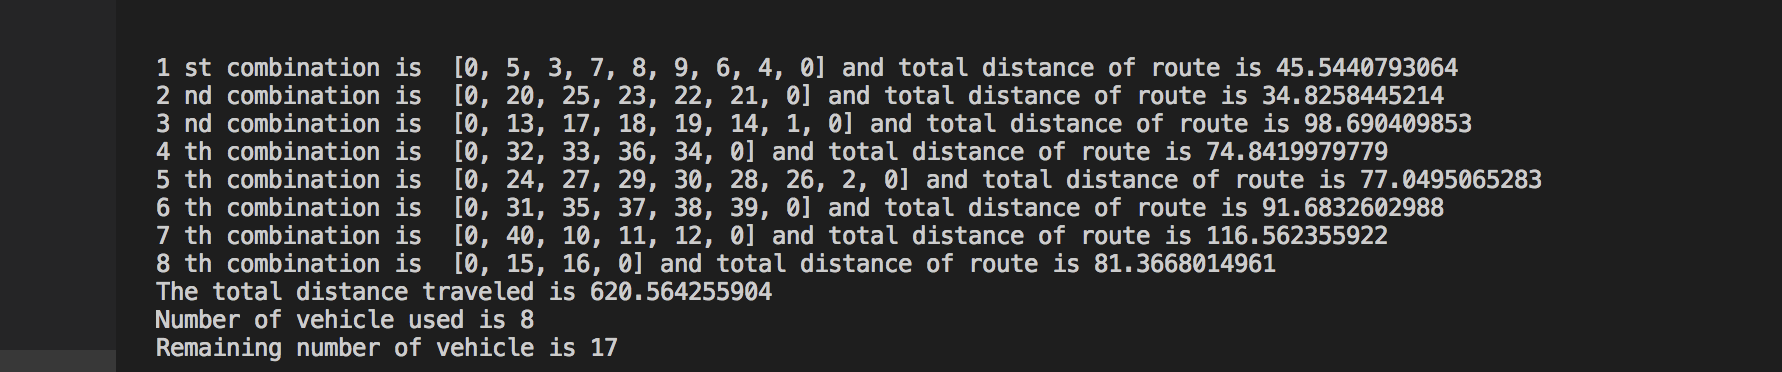 1 st combination is  [0, 5, 3, 7, 8, 9, 6, 4, 0] and total distance of route is 45.5440793064
2 nd combination is  [0, 20, 25, 23, 22, 21, 0] and total distance of route is 34.8258445214
3 nd combination is  [0, 13, 17, 18, 19, 14, 1, 0] and total distance of route is 98.690409853
4 th combination is  [0, 32, 33, 36, 34, 0] and total distance of route is 74.8419979779
5 th combination is  [0, 24, 27, 29, 30, 28, 26, 2, 0] and total distance of route is 77.0495065283
6 th combination is  [0, 31, 35, 37, 38, 39, 0] and total distance of route is 91.6832602988
7 th combination is  [0, 40, 10, 11, 12, 0] and total distance of route is 116.562355922
8 th combination is  [0, 15, 16, 0] and total distance of route is 81.3668014961
The total distance traveled is 620.564255904
Number of vehicle used is 8
Remaining number of vehicle is 17